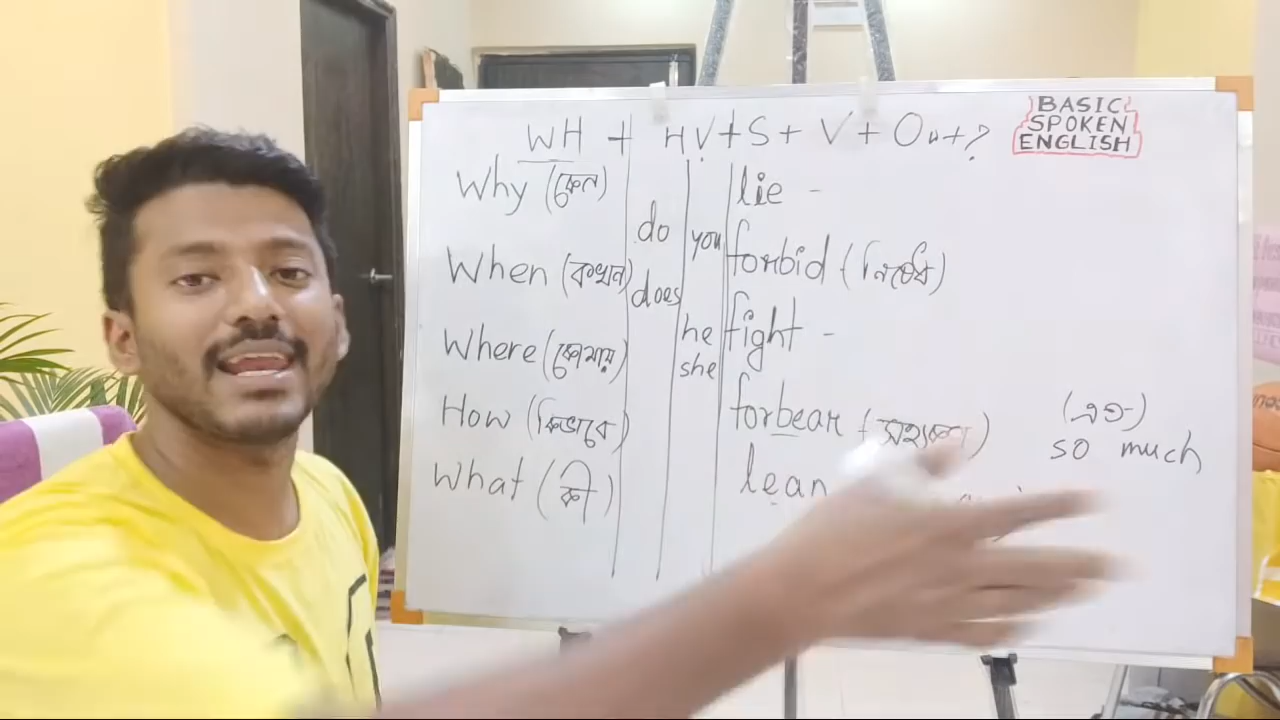 BASIC
SPOKEN
ENGLISH
WH + HV + S + V + O w + ?
Why (কেন)
When (কখন)
Where (কোথায়)
How (কিভাবে)
What (কী)
do
does
you
he
she
lie -
forbid (নিষেধ)
fight -
forbear (সহ্যকরা)
lean
(এত)
so much